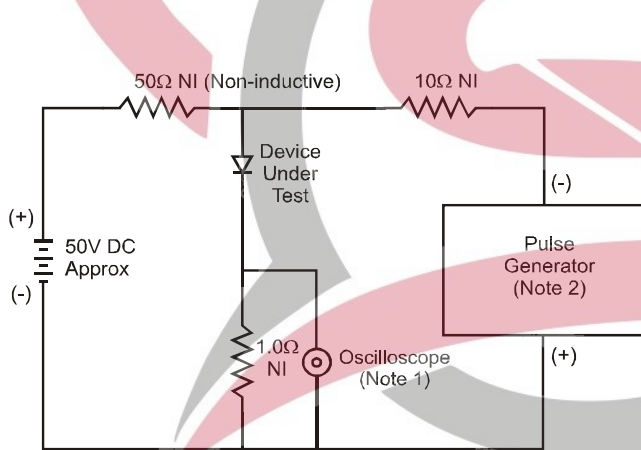 50Ω NI (Non-inductive)
10Ω NI
Device
Under
Test
(-)
(+)
50V DC
Approx
(-)
Pulse
Generator
(Note 2)
1.0Ω
NI
Oscilloscope
(Note 1)
(+)